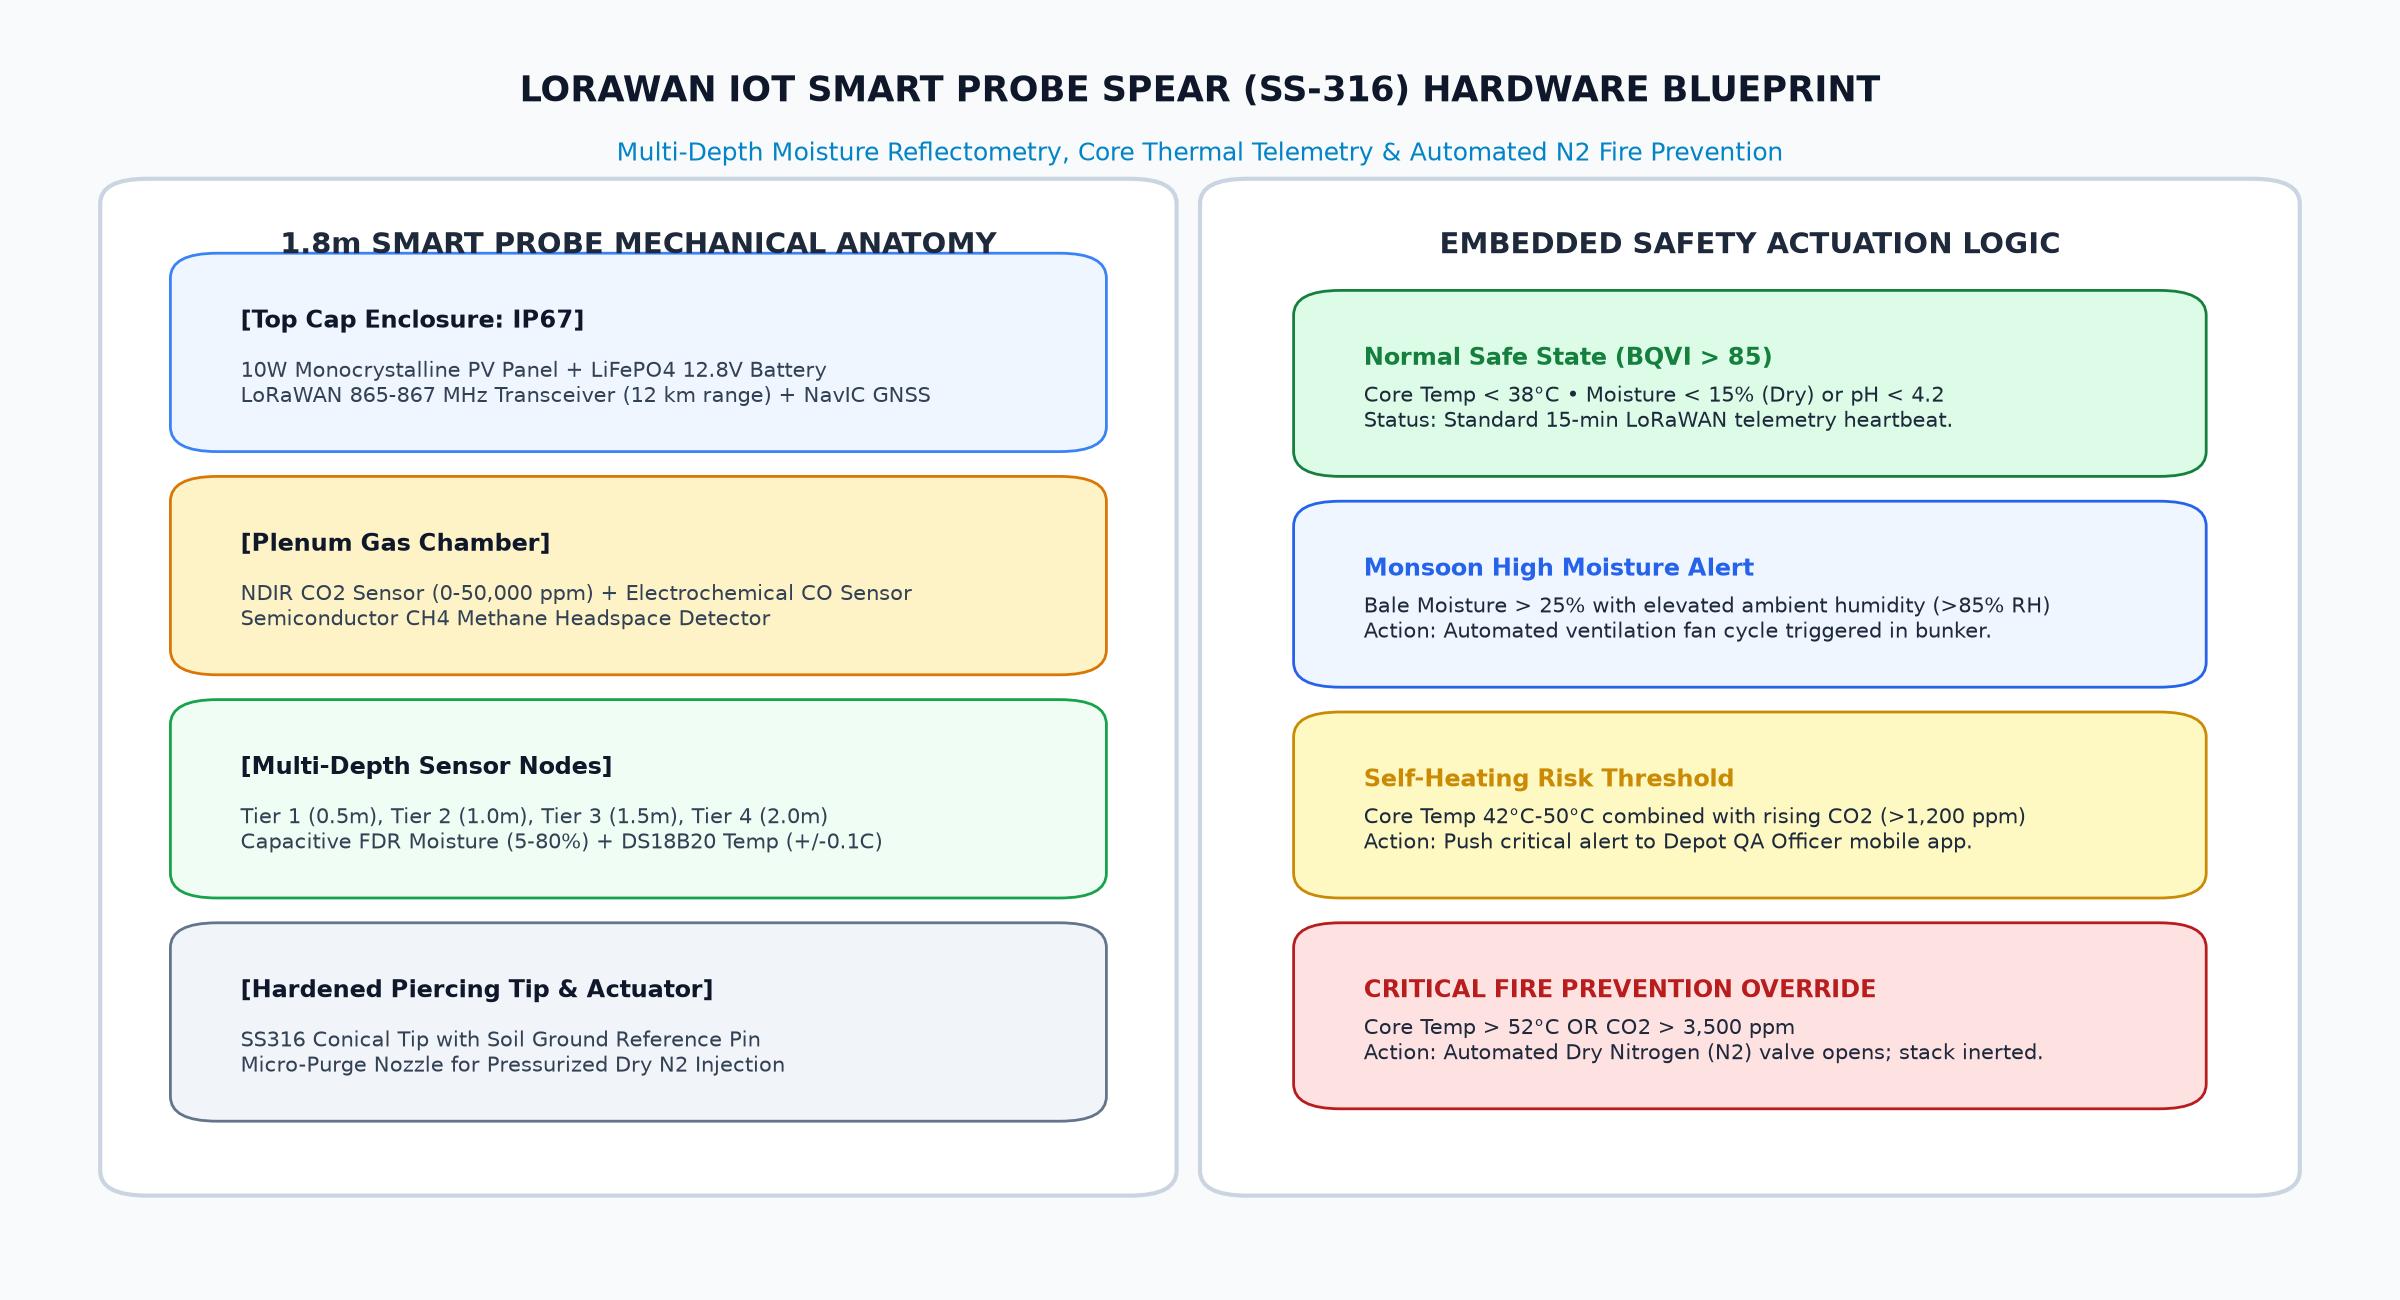 LORAWAN IOT SMART PROBE SPEAR (SS-316) HARDWARE BLUEPRINT
Multi-Depth Moisture Reflectometry, Core Thermal Telemetry & Automated N2 Fire Prevention
1.8m SMART PROBE MECHANICAL ANATOMY
[Top Cap Enclosure: IP67]
10W Monocrystalline PV Panel + LiFePO4 12.8V Battery
LoRaWAN 865-867 MHz Transceiver (12 km range) + NavIC GNSS
[Plenum Gas Chamber]
NDIR CO2 Sensor (0-50,000 ppm) + Electrochemical CO Sensor
Semiconductor CH4 Methane Headspace Detector
[Multi-Depth Sensor Nodes]
Tier 1 (0.5m), Tier 2 (1.0m), Tier 3 (1.5m), Tier 4 (2.0m)
Capacitive FDR Moisture (5-80%) + DS18B20 Temp (+/-0.1C)
[Hardened Piercing Tip & Actuator]
SS316 Conical Tip with Soil Ground Reference Pin
Micro-Purge Nozzle for Pressurized Dry N2 Injection
EMBEDDED SAFETY ACTUATION LOGIC
Normal Safe State (BQVI > 85)
Core Temp < 38°C • Moisture < 15% (Dry) or pH < 4.2
Status: Standard 15-min LoRaWAN telemetry heartbeat.
Monsoon High Moisture Alert
Bale Moisture > 25% with elevated ambient humidity (>85% RH)
Action: Automated ventilation fan cycle triggered in bunker.
Self-Heating Risk Threshold
Core Temp 42°C-50°C combined with rising CO2 (>1,200 ppm)
Action: Push critical alert to Depot QA Officer mobile app.
CRITICAL FIRE PREVENTION OVERRIDE
Core Temp > 52°C OR CO2 > 3,500 ppm
Action: Automated Dry Nitrogen (N2) valve opens; stack inerted.